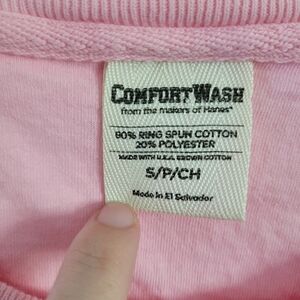 COMFORTWASH
from the makers of Hanes®
80% RING SPUN COTTON
20% POLYESTER
MADE WITH U.S.A. GROWN COTTON
S/P/CH
Made in El Salvador